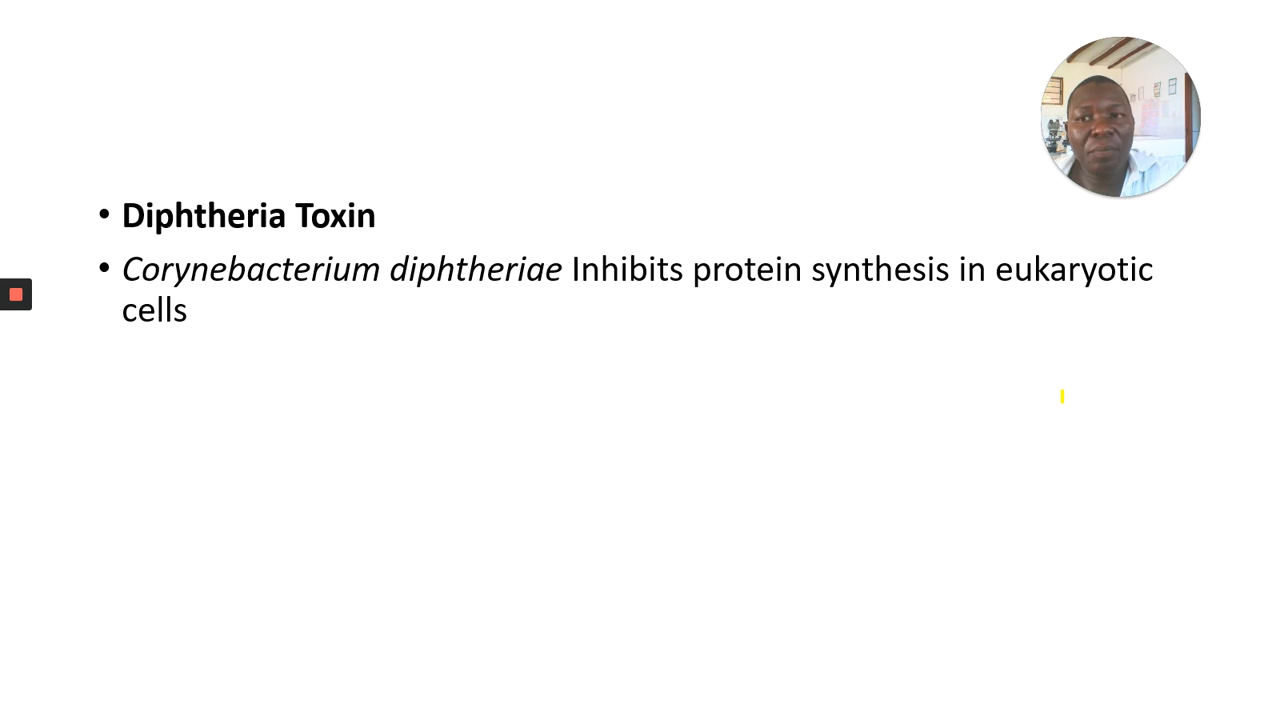 • Diphtheria Toxin
• Corynebacterium diphtheriae Inhibits protein synthesis in eukaryotic
cells